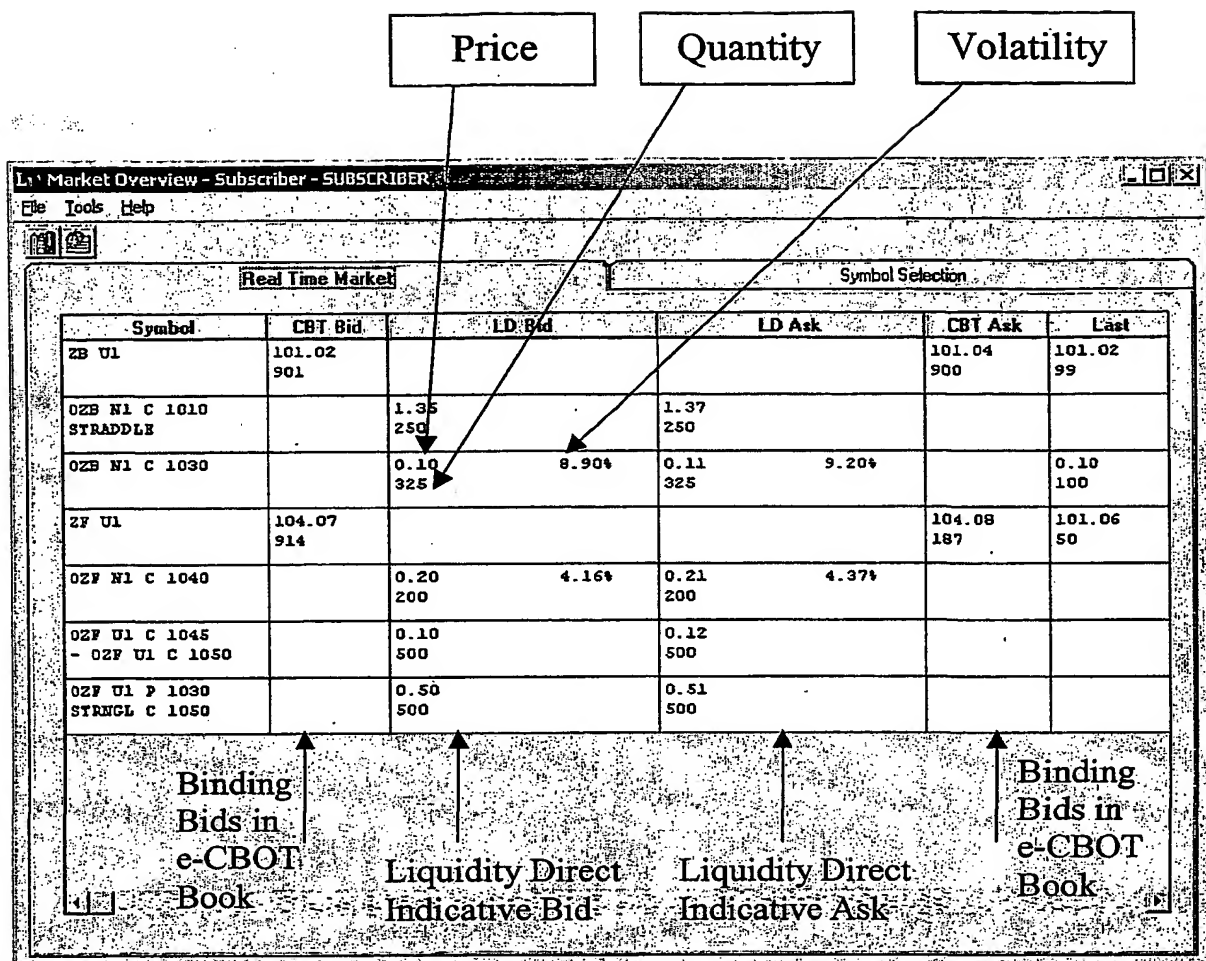 Price Quantity Volatility
Market Overview - Subscriber - SUBSCRIBER
File Tools Help
Real Time Market Symbol Selection
Symbol CBT Bid LD Bid LD Ask CBT Ask Last
ZB U1 101.02 101.04 101.02
901 900 99
OZB N1 C 1010 1.35 1.37
STRADDLE 250 250
OZB N1 C 1030 0.10 8.90% 0.11 9.20% 0.10
325 325 100
ZF U1 104.07 104.08 101.06
914 187 50
OZF N1 C 1040 0.20 4.16% 0.21 4.37%
200 200
OZF U1 C 1045 0.10 0.12
- OZF U1 C 1050 500 500
OZF U1 P 1030 0.50 0.51
STRNGL C 1050 500 500
Binding
Bids in
e-CBOT
Book
Liquidity Direct
Indicative Bid
Liquidity Direct
Indicative Ask
Binding
Bids in
e-CBOT
Book